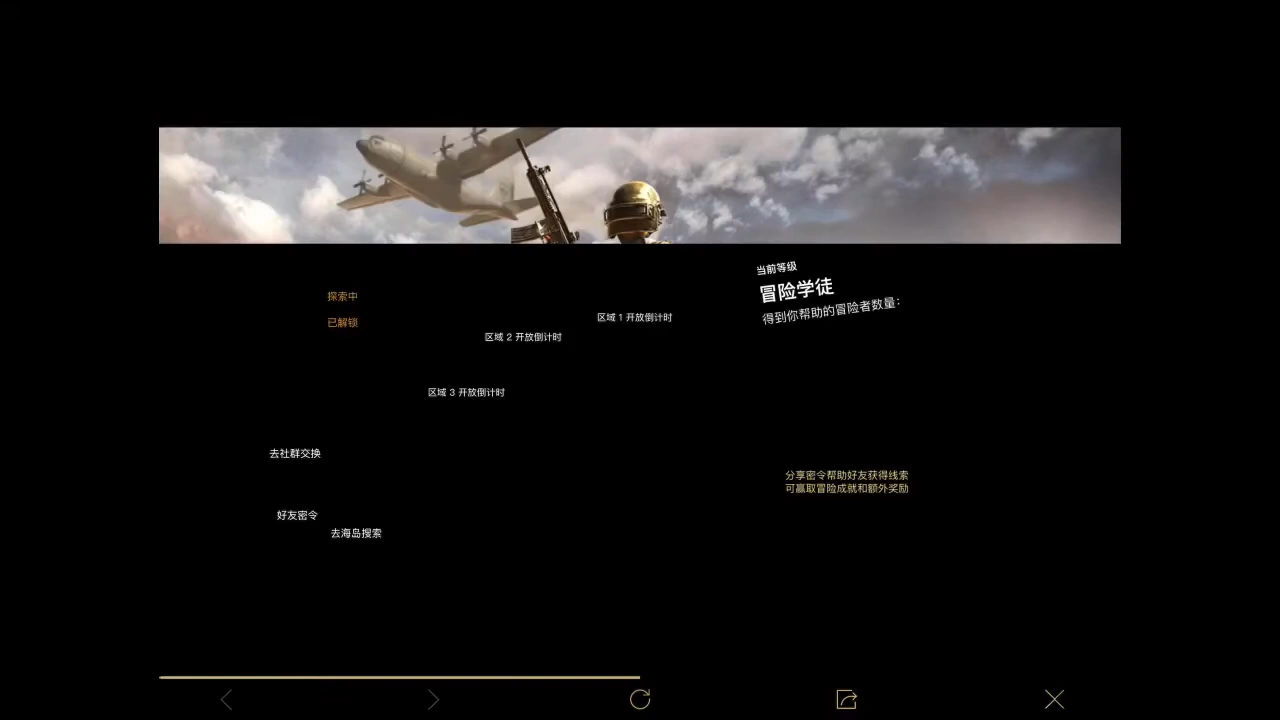 当前等级
冒险学徒
得到你帮助的冒险者数量：
探索中
已解锁
区域 1 开放倒计时
区域 2 开放倒计时
区域 3 开放倒计时
去社群交换
分享密令帮助好友获得线索
可赢取冒险成就和额外奖励
好友密令
去海岛搜索